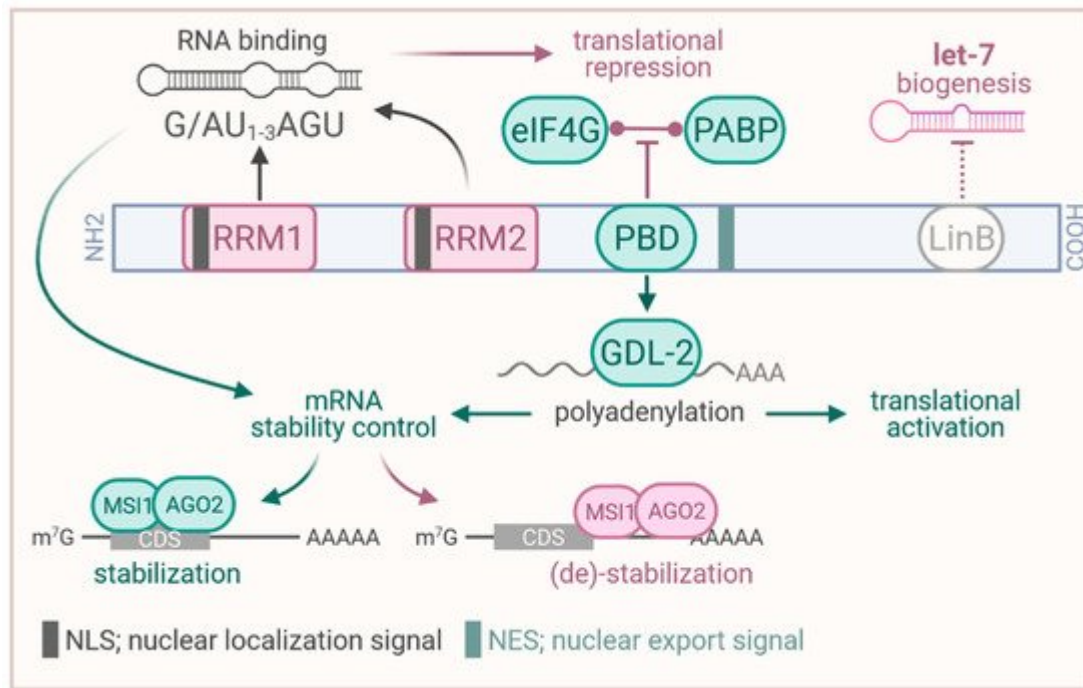 RNA binding
G/AU1-3AGU
translational
repression
eIF4G
PABP
let-7
biogenesis
NH2
RRM1
RRM2
PBD
LinB
COOH
GDL-2
AAA
polyadenylation
mRNA
stability control
translational
activation
MSI1
AGO2
m⁷G
CDS
AAAAA
stabilization
MSI1
AGO2
m⁷G
CDS
AAAAA
(de)-stabilization
NLS; nuclear localization signal
NES; nuclear export signal